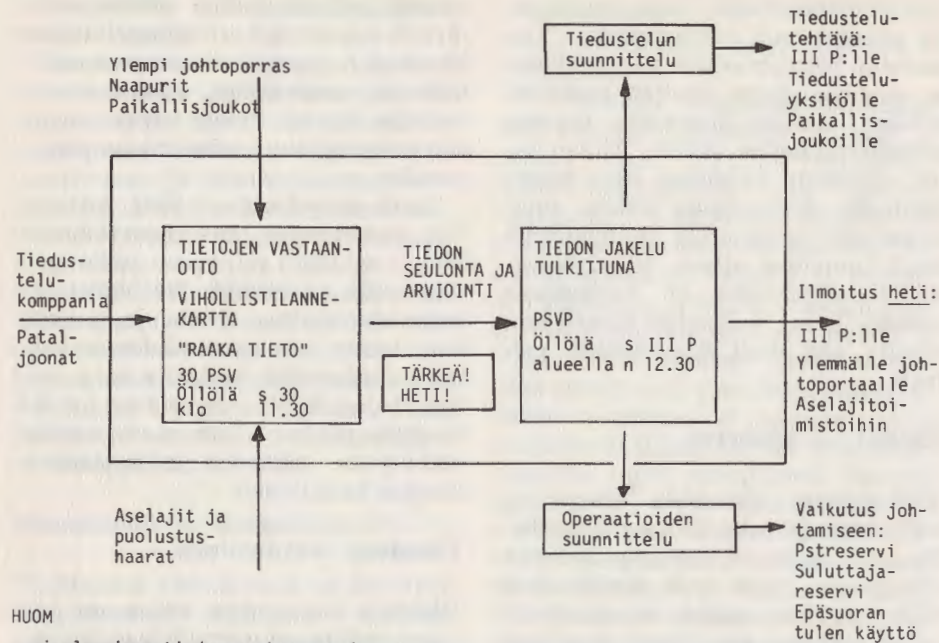 Ylempi johtoporras
Naapurit
Paikallisjoukot
Tiedustelun
suunnittelu
Tiedustelu-
tehtävä:
III P:lle
Tiedustelu-
yksikölle
Paikallis-
joukoille
Tiedus-
telu-
komppania
Patal
joonat
TIETOJEN VASTAAN-
OTTO
VIHOLLISTILANNE-
KARTTA
"RAAKA TIETO"
30 PSV
Öllölä s 30
klo 11.30
TIEDON
SEULONTA JA
ARVIOINTI
TÄRKEÄ!
HETI!
TIEDON JAKELU
TULKITTUNA
PSVP
Öllölä s III P
alueella n 12.30
Ilmoitus heti:
III P:lle
Ylemmälle joh-
toportaalle
Aselajitoi-
mistoihin
Aselajit ja
puolustus-
haarat
Operaatioiden
suunnittelu
Vaikutus joh-
tamiseen:
Pstreservi
Suluttaja-
reservi
Epäsuoran
tulen käyttö
HUOM